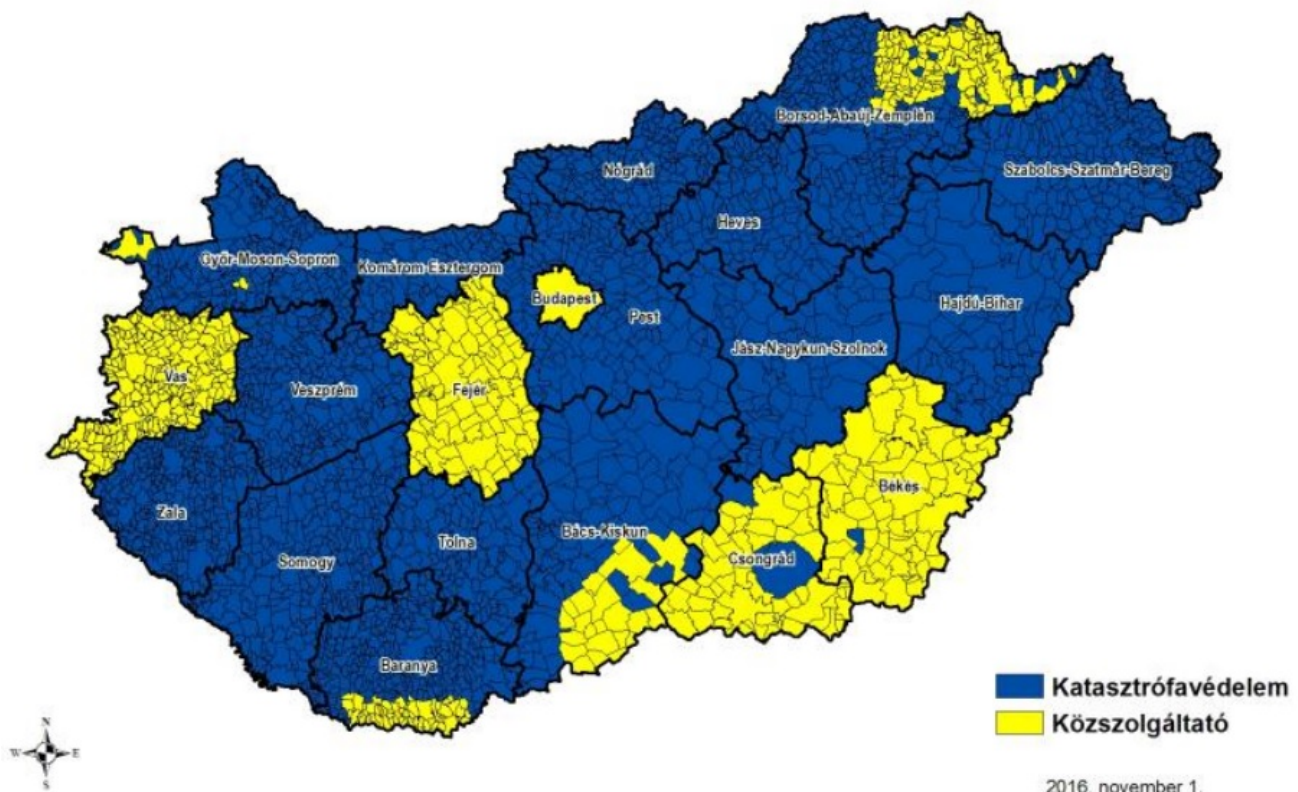 Borsod-Abaúj-Zemplén
Nógrád
Szabolcs-Szatmár-Bereg
Heves
Győr-Moson-Sopron
Komárom-Esztergom
Budapest
Pest
Hajdú-Bihar
Jász-Nagykun-Szolnok
Vas
Veszprém
Fejér
Békés
Zala
Somogy
Tolna
Bács-Kiskun
Csongrád
Baranya
Katasztrófavédelem
Közszolgáltató
N
W E
S
2016. november 1.